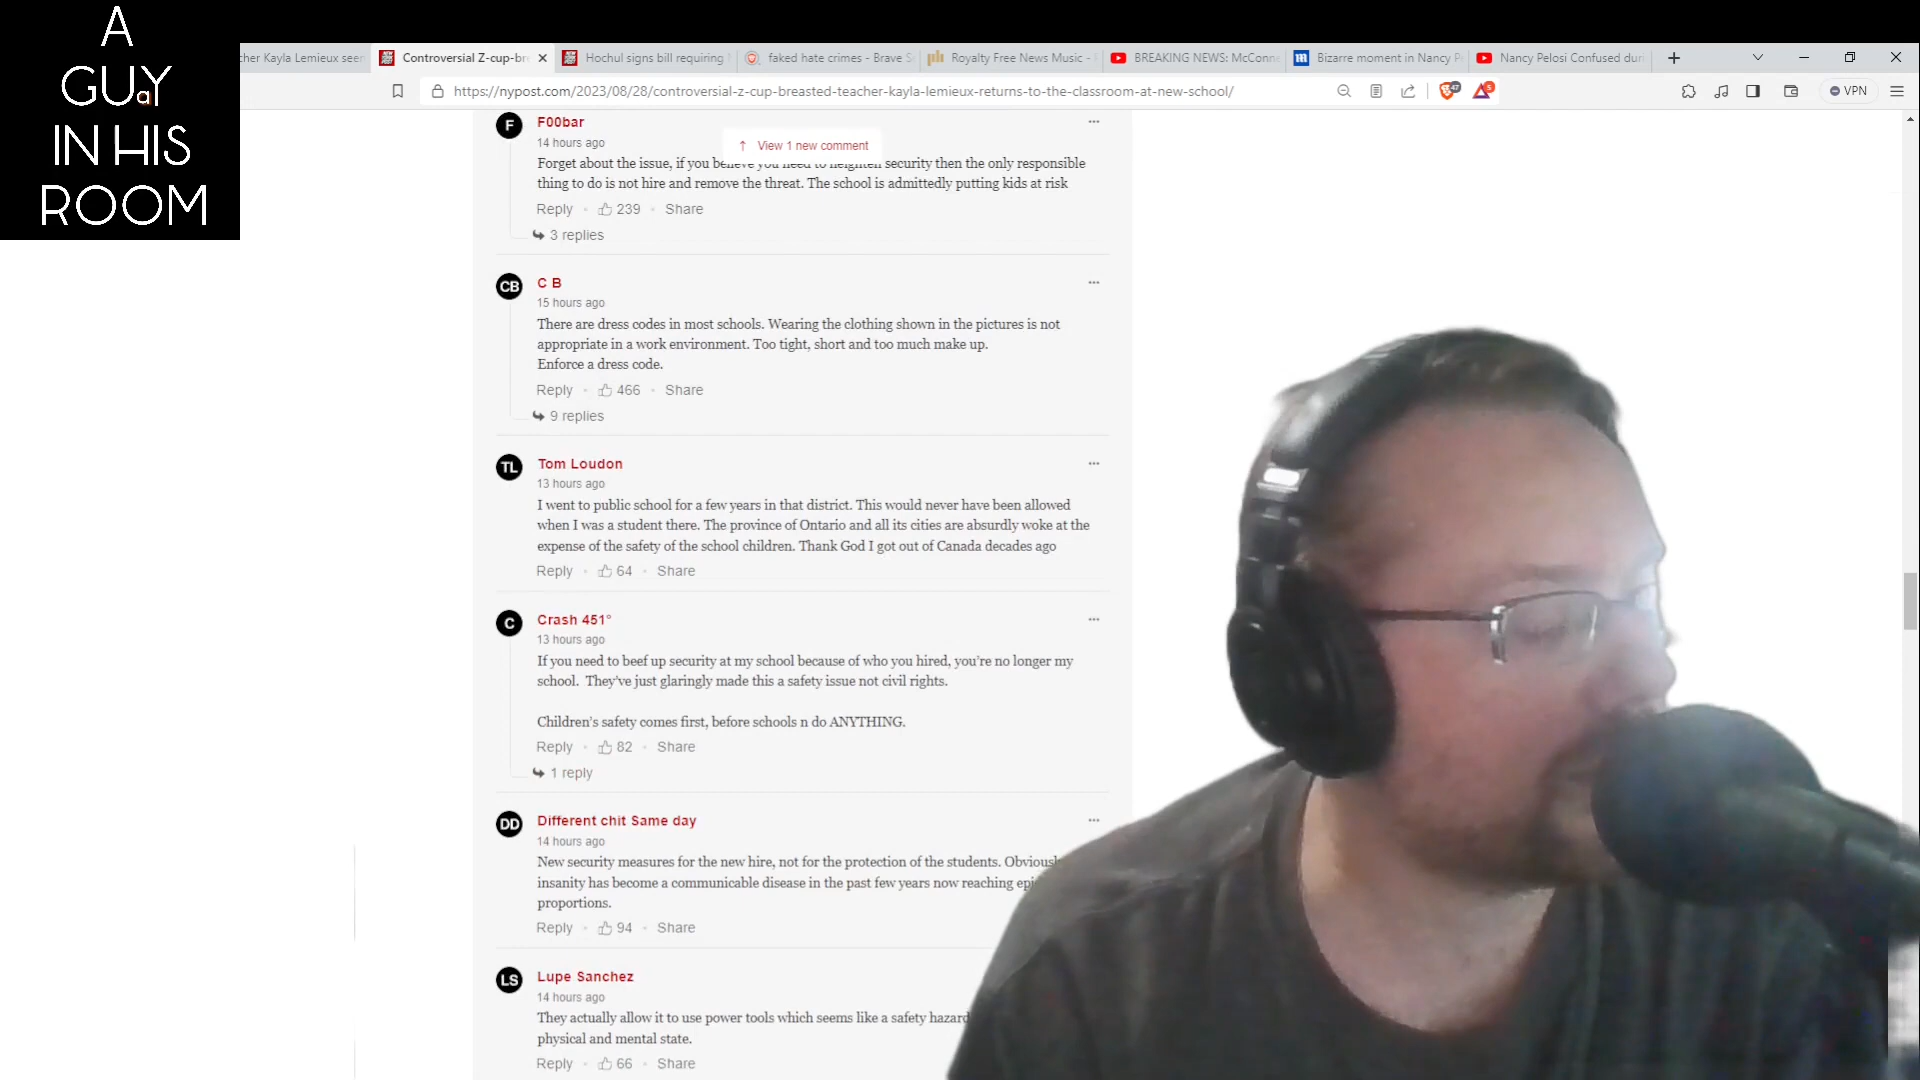 A
GUY
a
IN HIS
ROOM
cher Kayla Lemieux seen
Controversial Z-cup-br
Hochul signs bill requiring
faked hate crimes - Brave S
Royalty Free News Music -
BREAKING NEWS: McConn
Bizarre moment in Nancy P
Nancy Pelosi Confused dur
https://nypost.com/2023/08/28/controversial-z-cup-breasted-teacher-kayla-lemieux-returns-to-the-classroom-at-new-school/
47
5
VPN
F
F00bar
14 hours ago
↑ View 1 new comment
Forget about the issue, if you believe you need to heighten security then the only responsible
thing to do is not hire and remove the threat. The school is admittedly putting kids at risk
Reply 239 Share
3 replies
CB
C B
15 hours ago
There are dress codes in most schools. Wearing the clothing shown in the pictures is not
appropriate in a work environment. Too tight, short and too much make up.
Enforce a dress code.
Reply 466 Share
9 replies
TL
Tom Loudon
13 hours ago
I went to public school for a few years in that district. This would never have been allowed
when I was a student there. The province of Ontario and all its cities are absurdly woke at the
expense of the safety of the school children. Thank God I got out of Canada decades ago
Reply 64 Share
C
Crash 451°
13 hours ago
If you need to beef up security at my school because of who you hired, you’re no longer my
school.  They’ve just glaringly made this a safety issue not civil rights.
Children’s safety comes first, before schools n do ANYTHING.
Reply 82 Share
1 reply
DD
Different chit Same day
14 hours ago
New security measures for the new hire, not for the protection of the students.
insanity has become a communicable disease in the past few years now reaching
proportions.
Reply 94 Share
LS
Lupe Sanchez
14 hours ago
They actually allow it to use power tools which seems like a safety hazard
physical and mental state.
Reply 66 Share